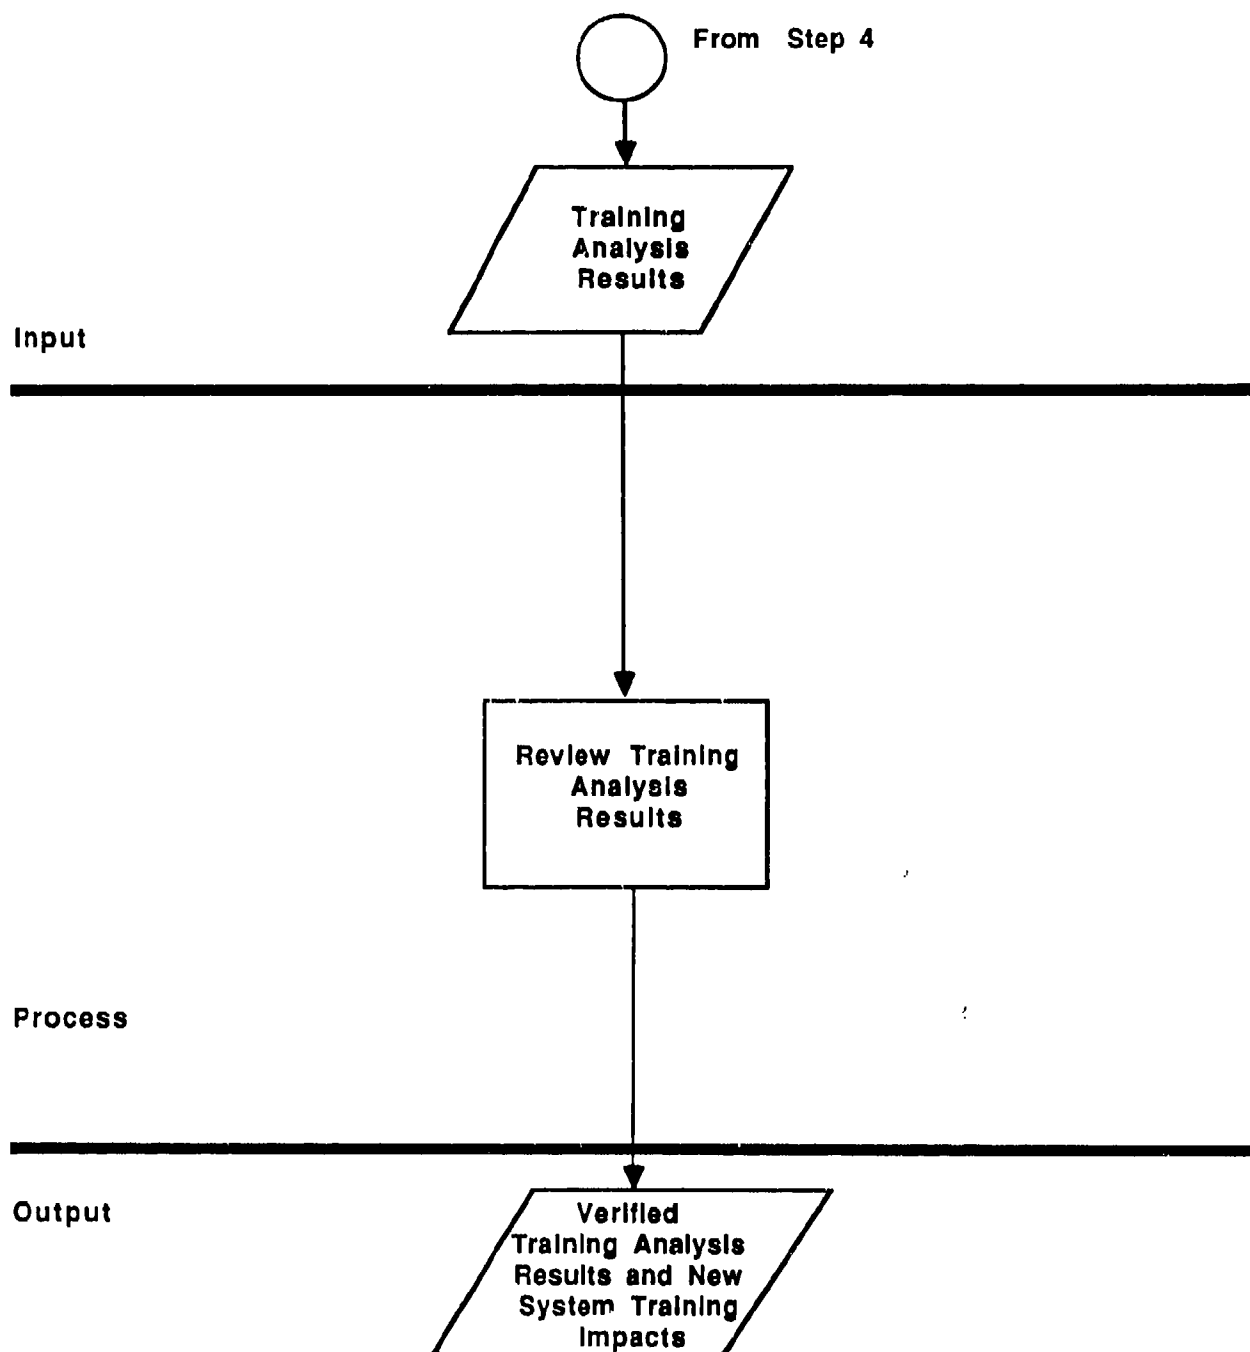 From Step 4
Training
Analysis
Results
Input
Review Training
Analysis
Results
Process
Output
Verified
Training Analysis
Results and New
System Training
Impacts